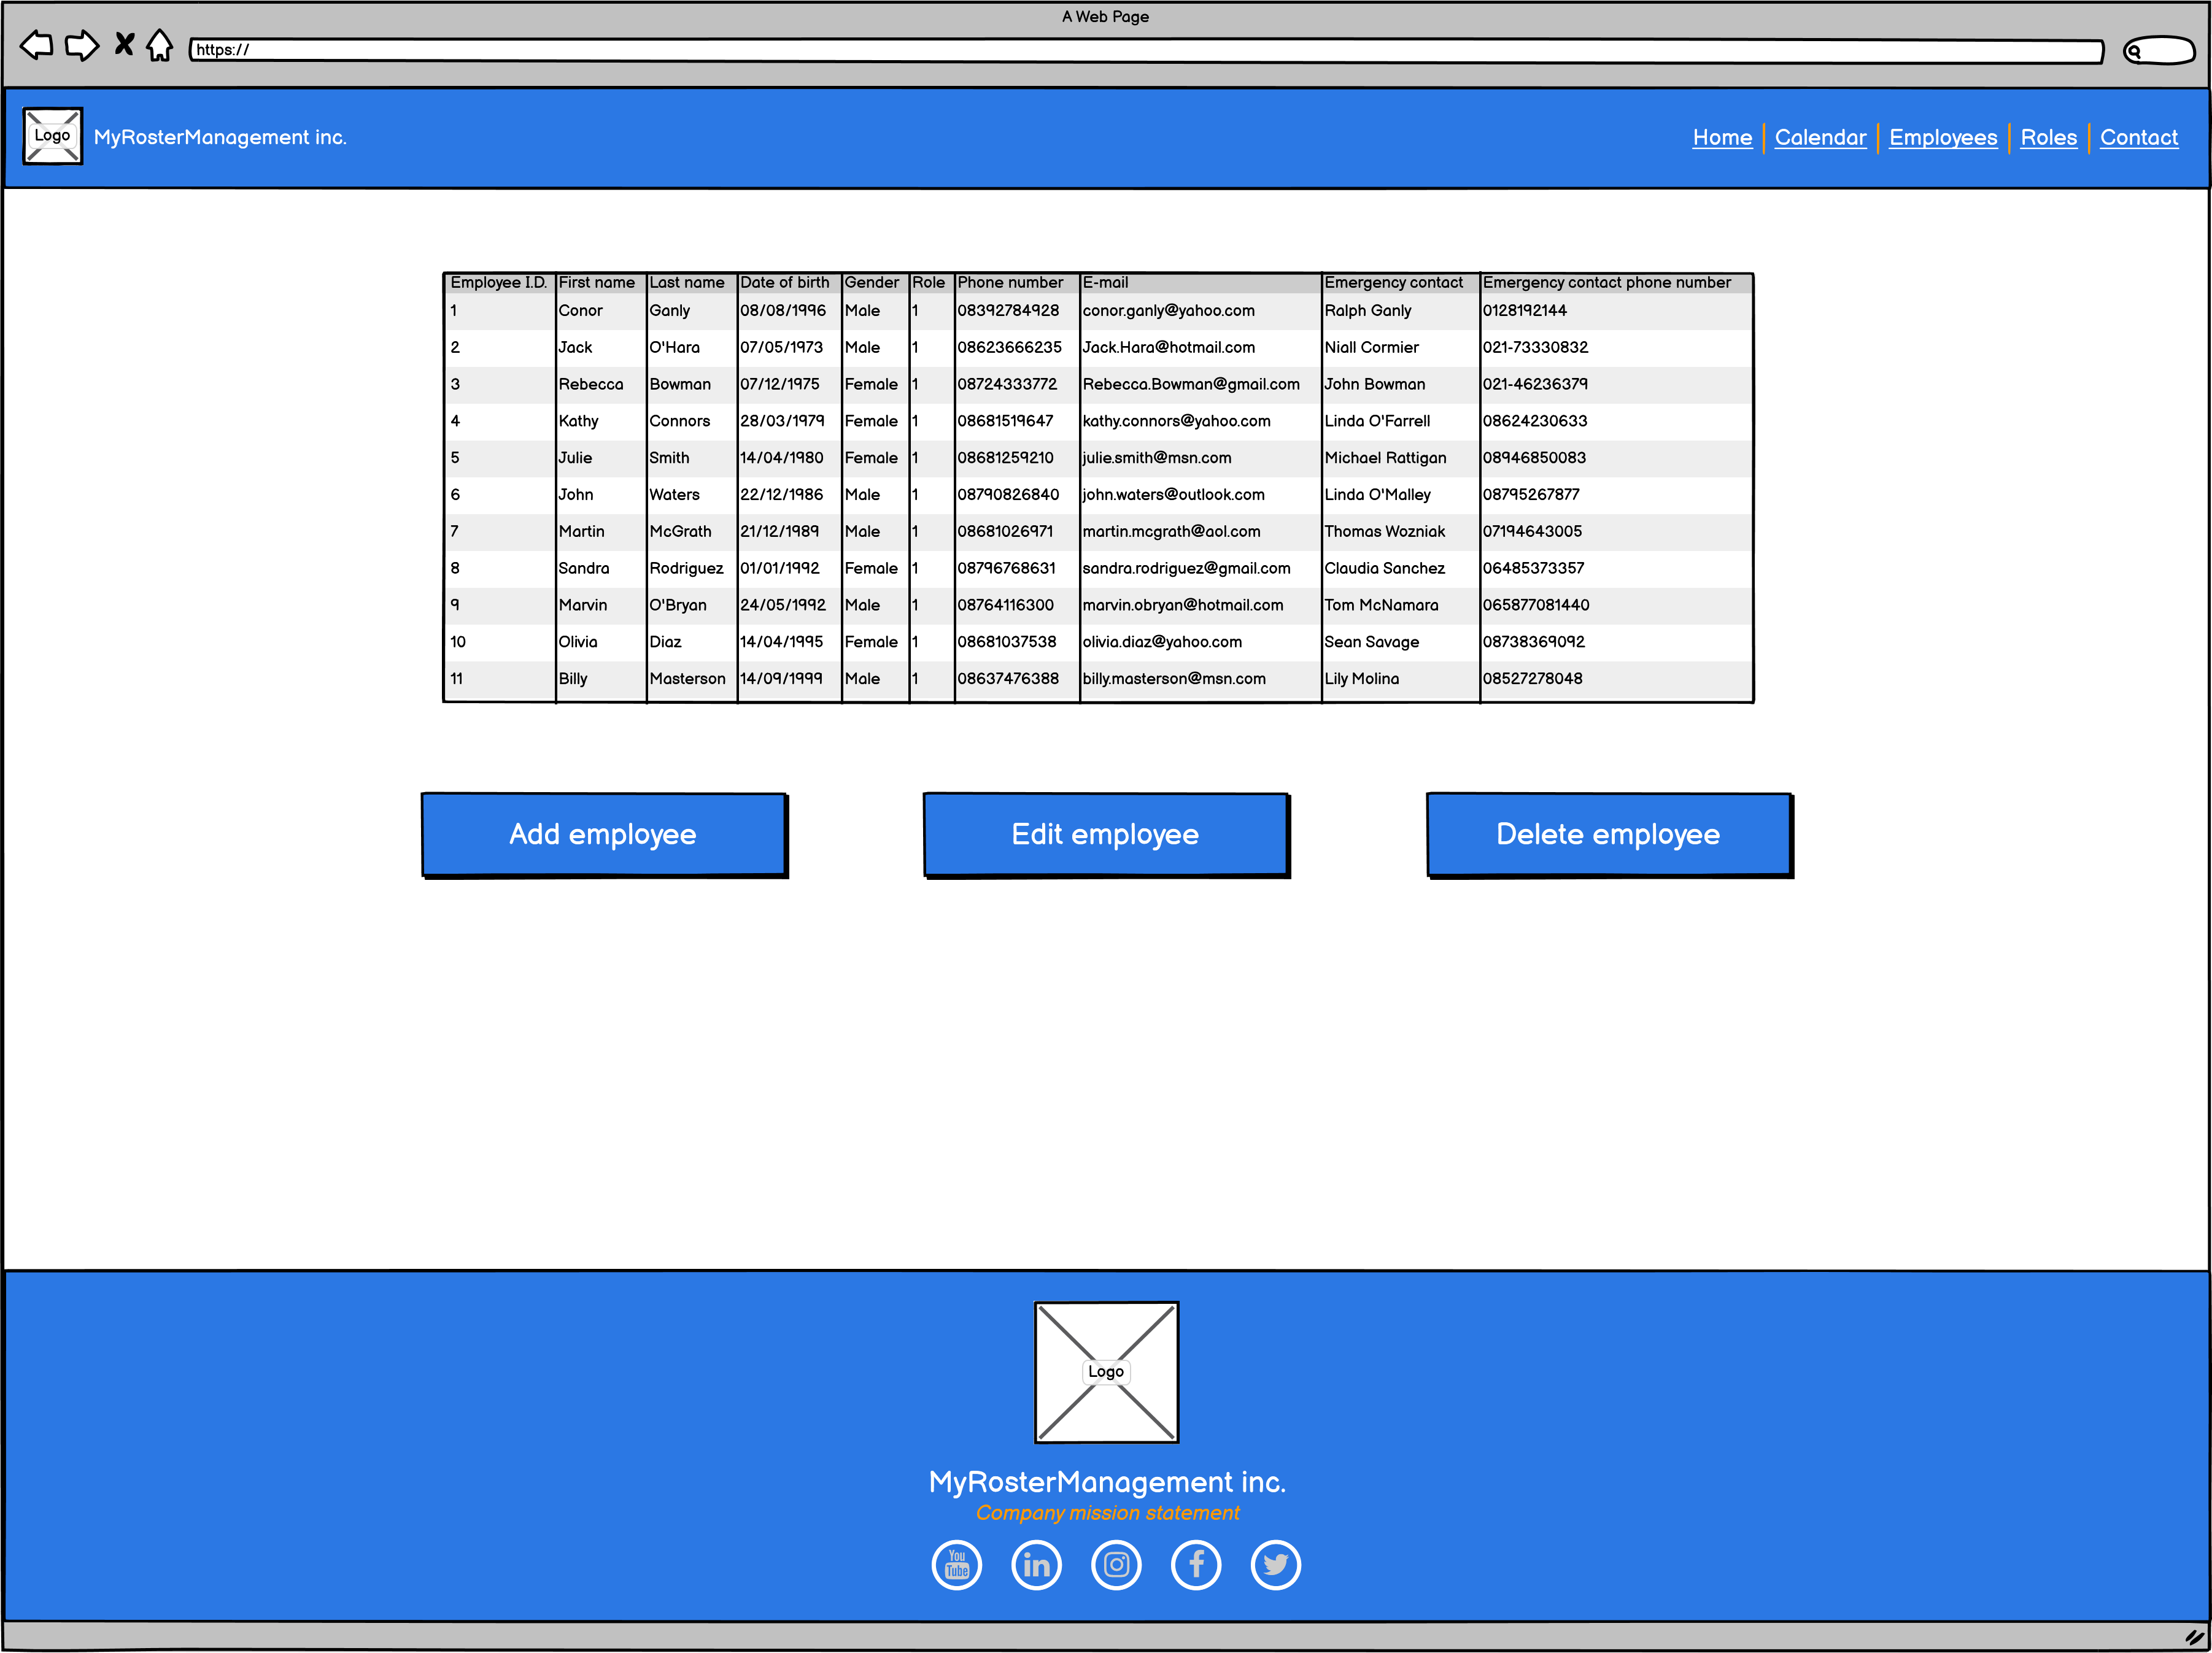 A Web Page
https://
Logo MyRosterManagement inc. Home Calendar Employees Roles Contact
Employee I.D. First name Last name Date of birth Gender Role Phone number E-mail Emergency contact Emergency contact phone number
1 Conor Ganly 08/08/1996 Male 1 08392784928 conor.ganly@yahoo.com Ralph Ganly 0128192144
2 Jack O'Hara 07/05/1973 Male 1 08623666235 Jack.Hara@hotmail.com Niall Cormier 021-73330832
3 Rebecca Bowman 07/12/1975 Female 1 08724333772 Rebecca.Bowman@gmail.com John Bowman 021-46236379
4 Kathy Connors 28/03/1979 Female 1 08681519647 kathy.connors@yahoo.com Linda O'Farrell 08624230633
5 Julie Smith 14/04/1980 Female 1 08681259210 julie.smith@msn.com Michael Rattigan 08946850083
6 John Waters 22/12/1986 Male 1 08790826840 john.waters@outlook.com Linda O'Malley 08795267877
7 Martin McGrath 21/12/1989 Male 1 08681026971 martin.mcgrath@aol.com Thomas Wozniak 07194643005
8 Sandra Rodriguez 01/01/1992 Female 1 08796768631 sandra.rodriguez@gmail.com Claudia Sanchez 06485373357
9 Marvin O'Bryan 24/05/1992 Male 1 08764116300 marvin.obryan@hotmail.com Tom McNamara 065877081440
10 Olivia Diaz 14/04/1995 Female 1 08681037538 olivia.diaz@yahoo.com Sean Savage 08738369092
11 Billy Masterson 14/09/1999 Male 1 08637476388 billy.masterson@msn.com Lily Molina 08527278048
Add employee Edit employee Delete employee
Logo
MyRosterManagement inc.
Company mission statement
You
Tube in f